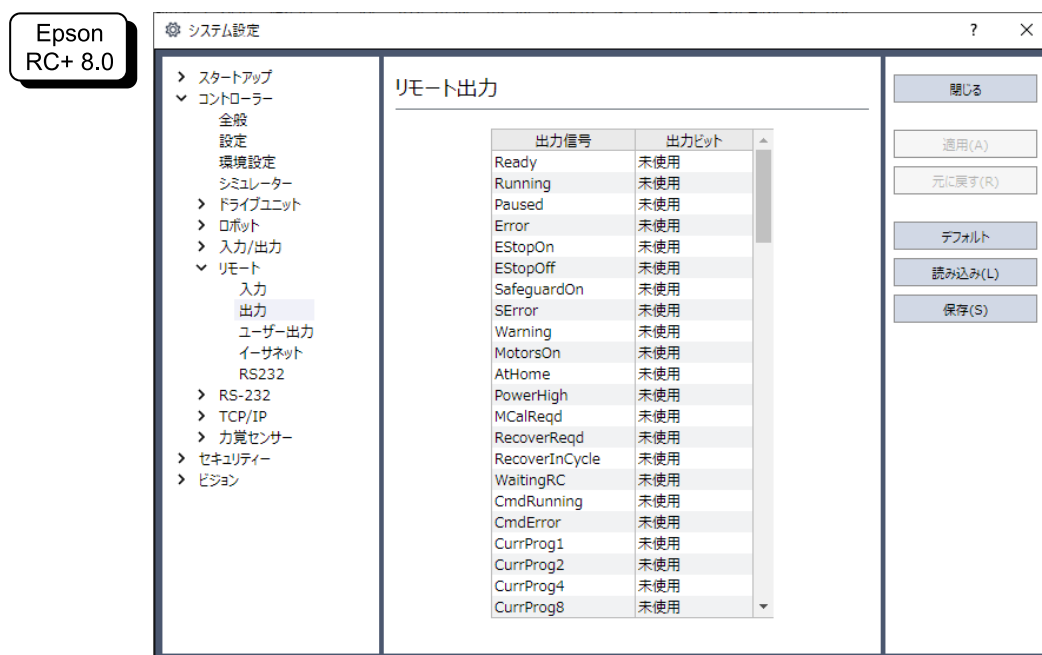 Epson
RC+ 8.0
システム設定
?
スタートアップ
コントローラー
全般
設定
環境設定
シミュレーター
ドライブユニット
ロボット
入力/出力
リモート
入力
出力
ユーザー出力
イーサネット
RS232
RS-232
TCP/IP
力覚センサー
セキュリティー
ビジョン
リモート出力
出力信号 出力ビット
Ready 未使用
Running 未使用
Paused 未使用
Error 未使用
EStopOn 未使用
EStopOff 未使用
SafeguardOn 未使用
SError 未使用
Warning 未使用
MotorsOn 未使用
AtHome 未使用
PowerHigh 未使用
MCalReqd 未使用
RecoverReqd 未使用
RecoverInCycle 未使用
WaitingRC 未使用
CmdRunning 未使用
CmdError 未使用
CurrProg1 未使用
CurrProg2 未使用
CurrProg4 未使用
CurrProg8 未使用
閉じる
適用(A)
元に戻す(R)
デフォルト
読み込み(L)
保存(S)